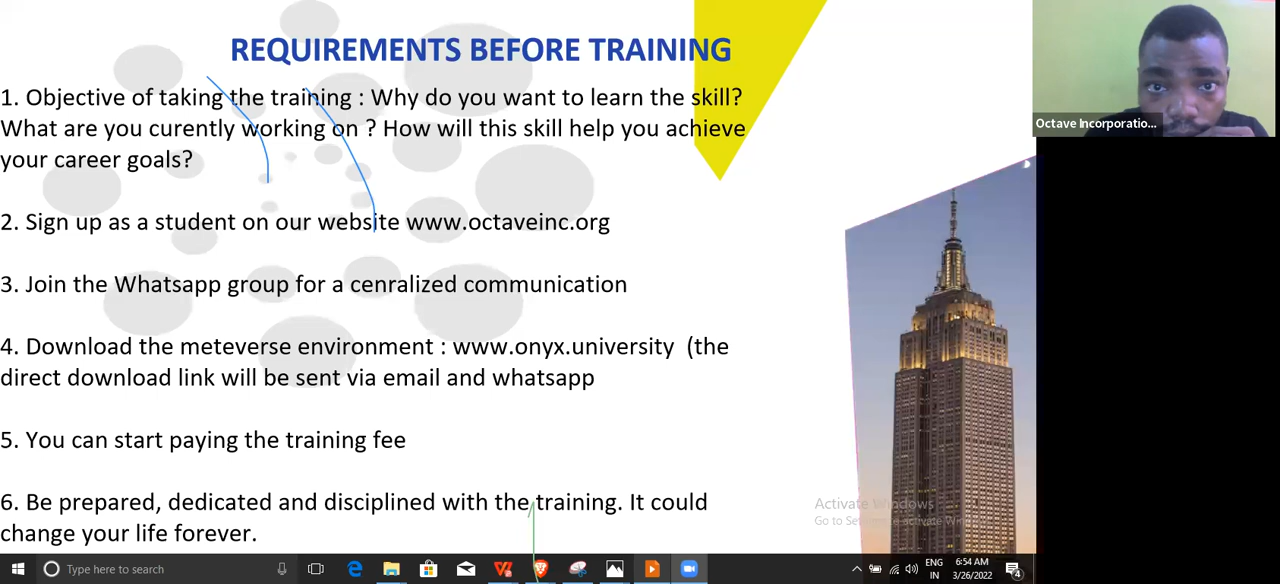 REQUIREMENTS BEFORE TRAINING
1. Objective of taking the training : Why do you want to learn the skill?
What are you curently working on ? How will this skill help you achieve
your career goals?
2. Sign up as a student on our website www.octaveinc.org
3. Join the Whatsapp group for a cenralized communication
4. Download the meteverse environment : www.onyx.university (the
direct download link will be sent via email and whatsapp
5. You can start paying the training fee
6. Be prepared, dedicated and disciplined with the training. It could
change your life forever.
Octave Incorporatio...
Activate Windows
Go to Settings to activate Windows
Type here to search
ENG
IN
6:54 AM
3/26/2022
4